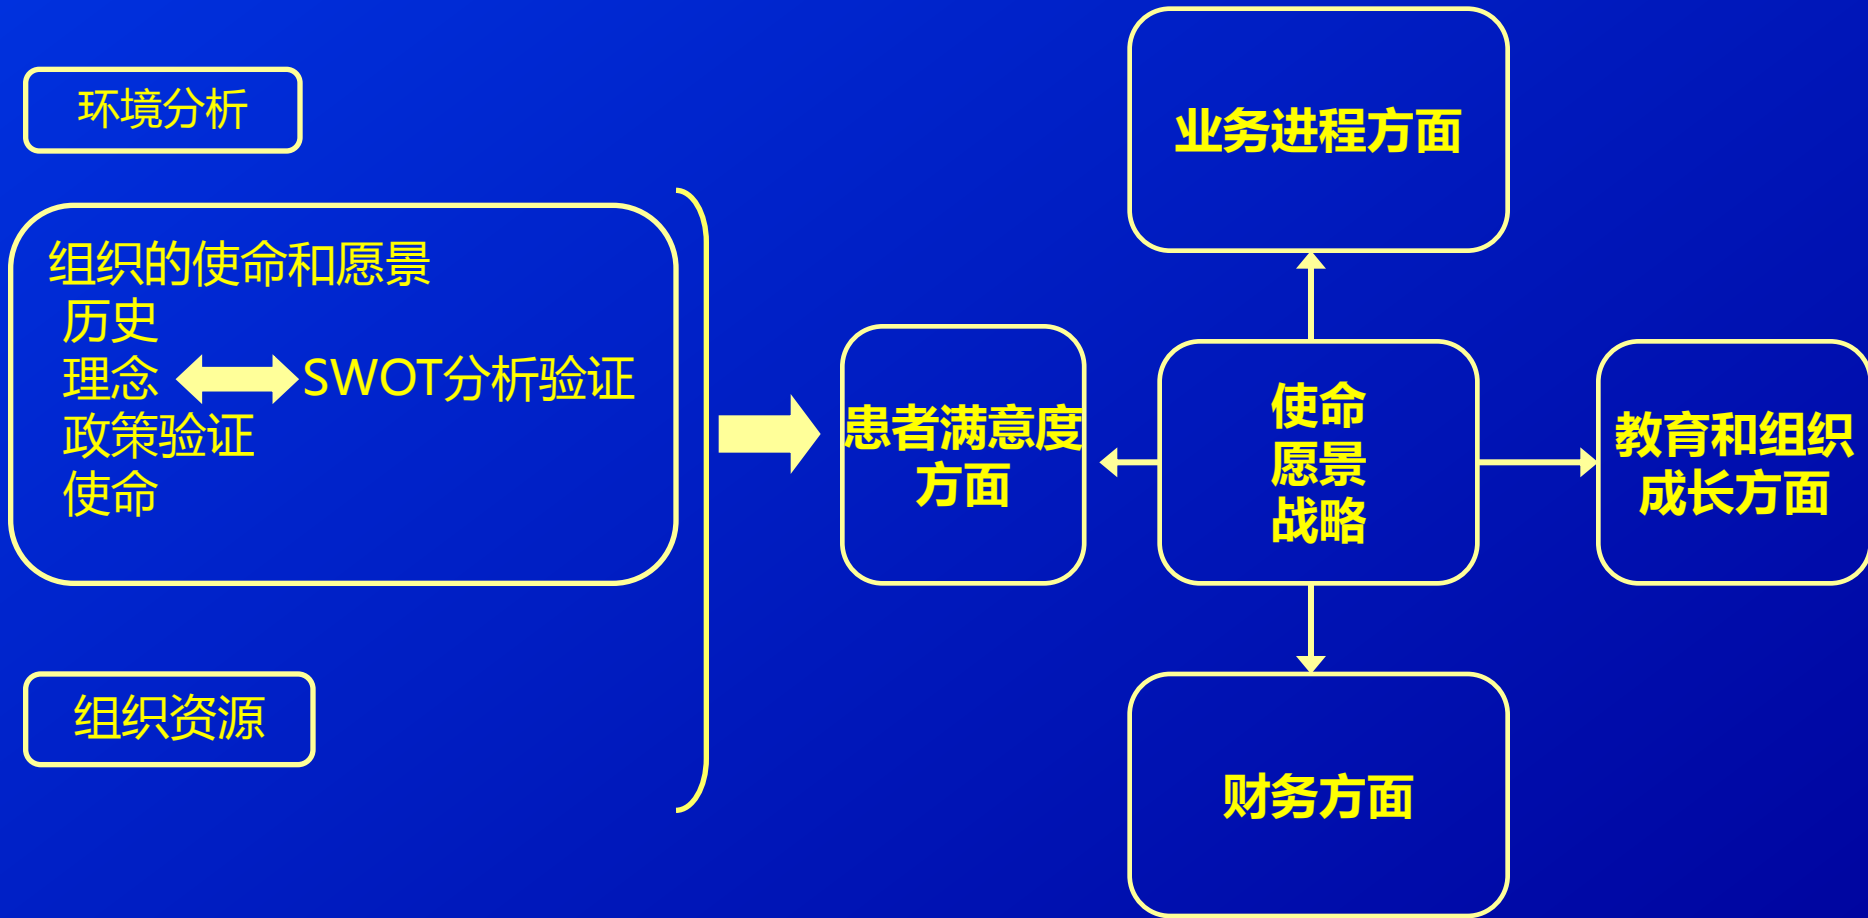 环境分析
组织的使命和愿景
历史
理念 SWOT分析验证
政策验证
使命
组织资源
业务进程方面
患者满意度
方面
使命
愿景
战略
教育和组织
成长方面
财务方面